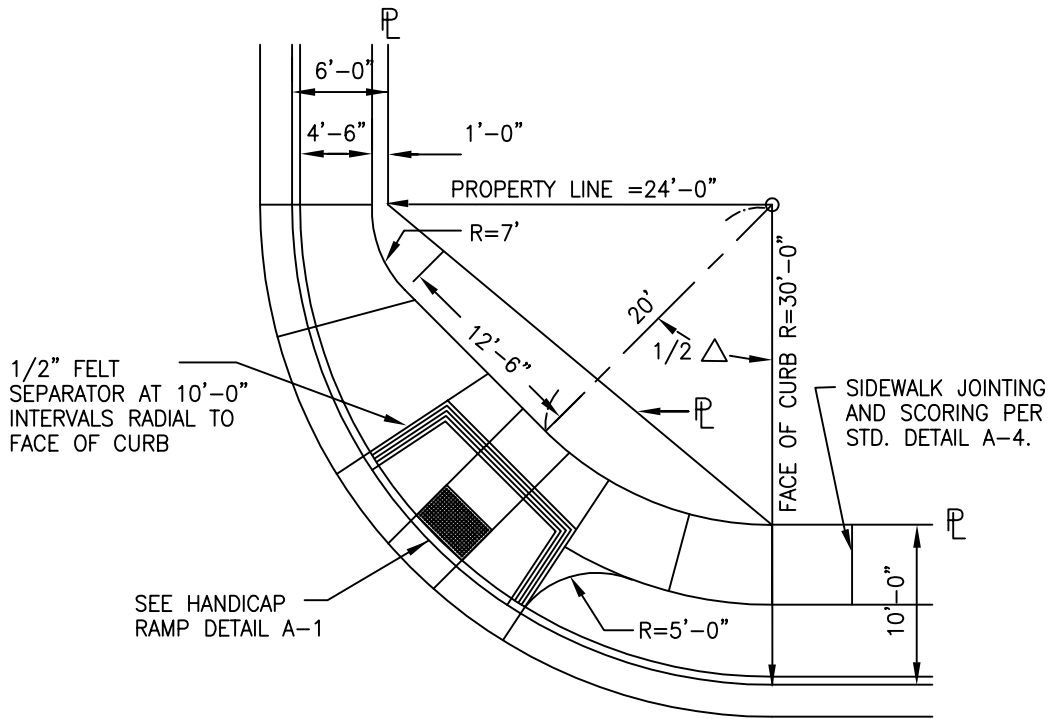 ℄
6'-0"
4'-6"
1'-0"
PROPERTY LINE =24'-0"
R=7'
20'
12'-6"
1/2 △
FACE OF CURB R=30'-0"
1/2" FELT
SEPARATOR AT 10'-0"
INTERVALS RADIAL TO
FACE OF CURB
PL
SIDEWALK JOINTING
AND SCORING PER
STD. DETAIL A-4.
PL
SEE HANDICAP
RAMP DETAIL A-1
R=5'-0"
10'-0"